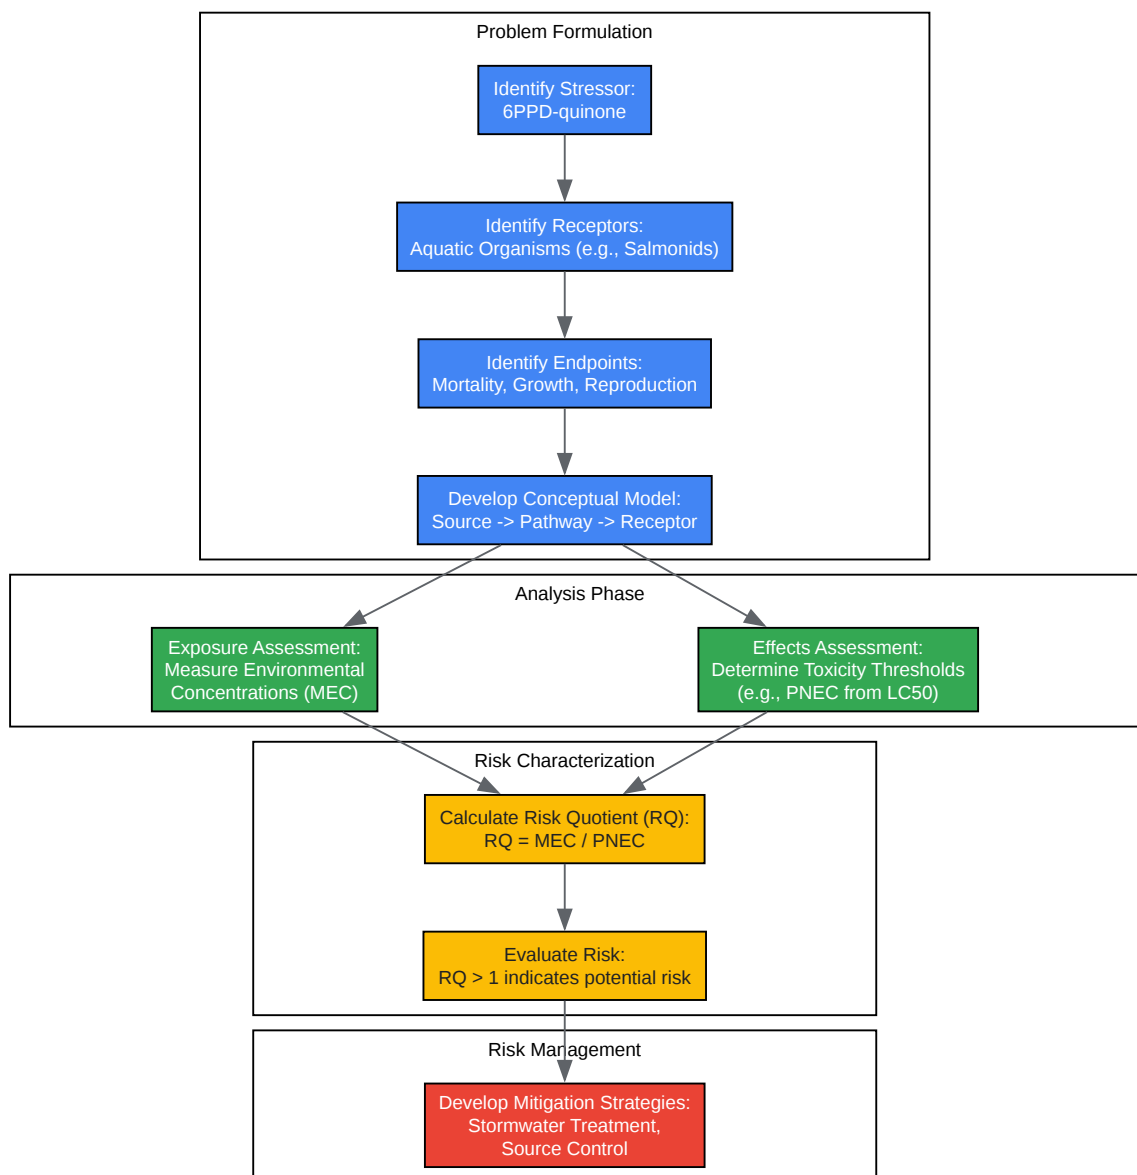 Problem Formulation
Identify Stressor:
6PPD-quinone
Identify Receptors:
Aquatic Organisms (e.g., Salmonids)
Identify Endpoints:
Mortality, Growth, Reproduction
Develop Conceptual Model:
Source -> Pathway -> Receptor
Analysis Phase
Exposure Assessment:
Measure Environmental
Concentrations (MEC)
Effects Assessment:
Determine Toxicity Thresholds
(e.g., PNEC from LC50)
Risk Characterization
Calculate Risk Quotient (RQ):
RQ = MEC / PNEC
Evaluate Risk:
RQ > 1 indicates potential risk
Risk Management
Develop Mitigation Strategies:
Stormwater Treatment,
Source Control